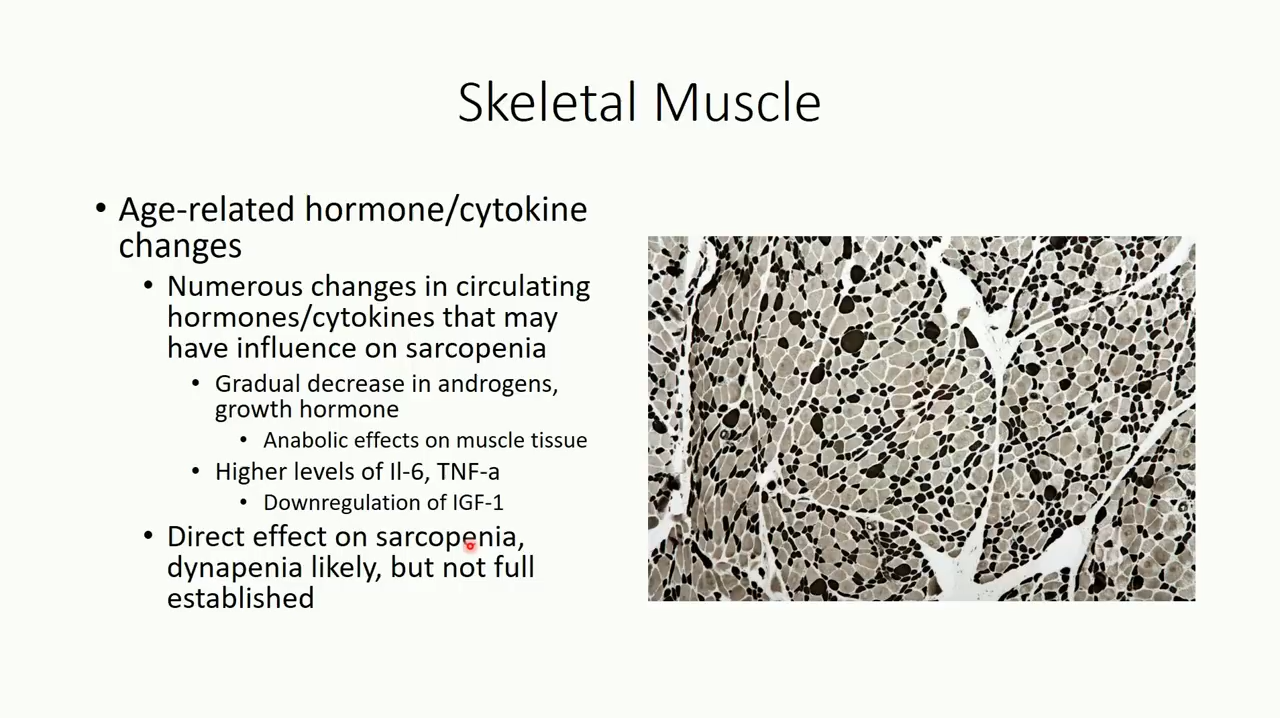 Skeletal Muscle
• Age-related hormone/cytokine
changes
• Numerous changes in circulating
hormones/cytokines that may
have influence on sarcopenia
• Gradual decrease in androgens,
growth hormone
• Anabolic effects on muscle tissue
• Higher levels of Il-6, TNF-a
• Downregulation of IGF-1
• Direct effect on sarcopenia,
dynapenia likely, but not full
established